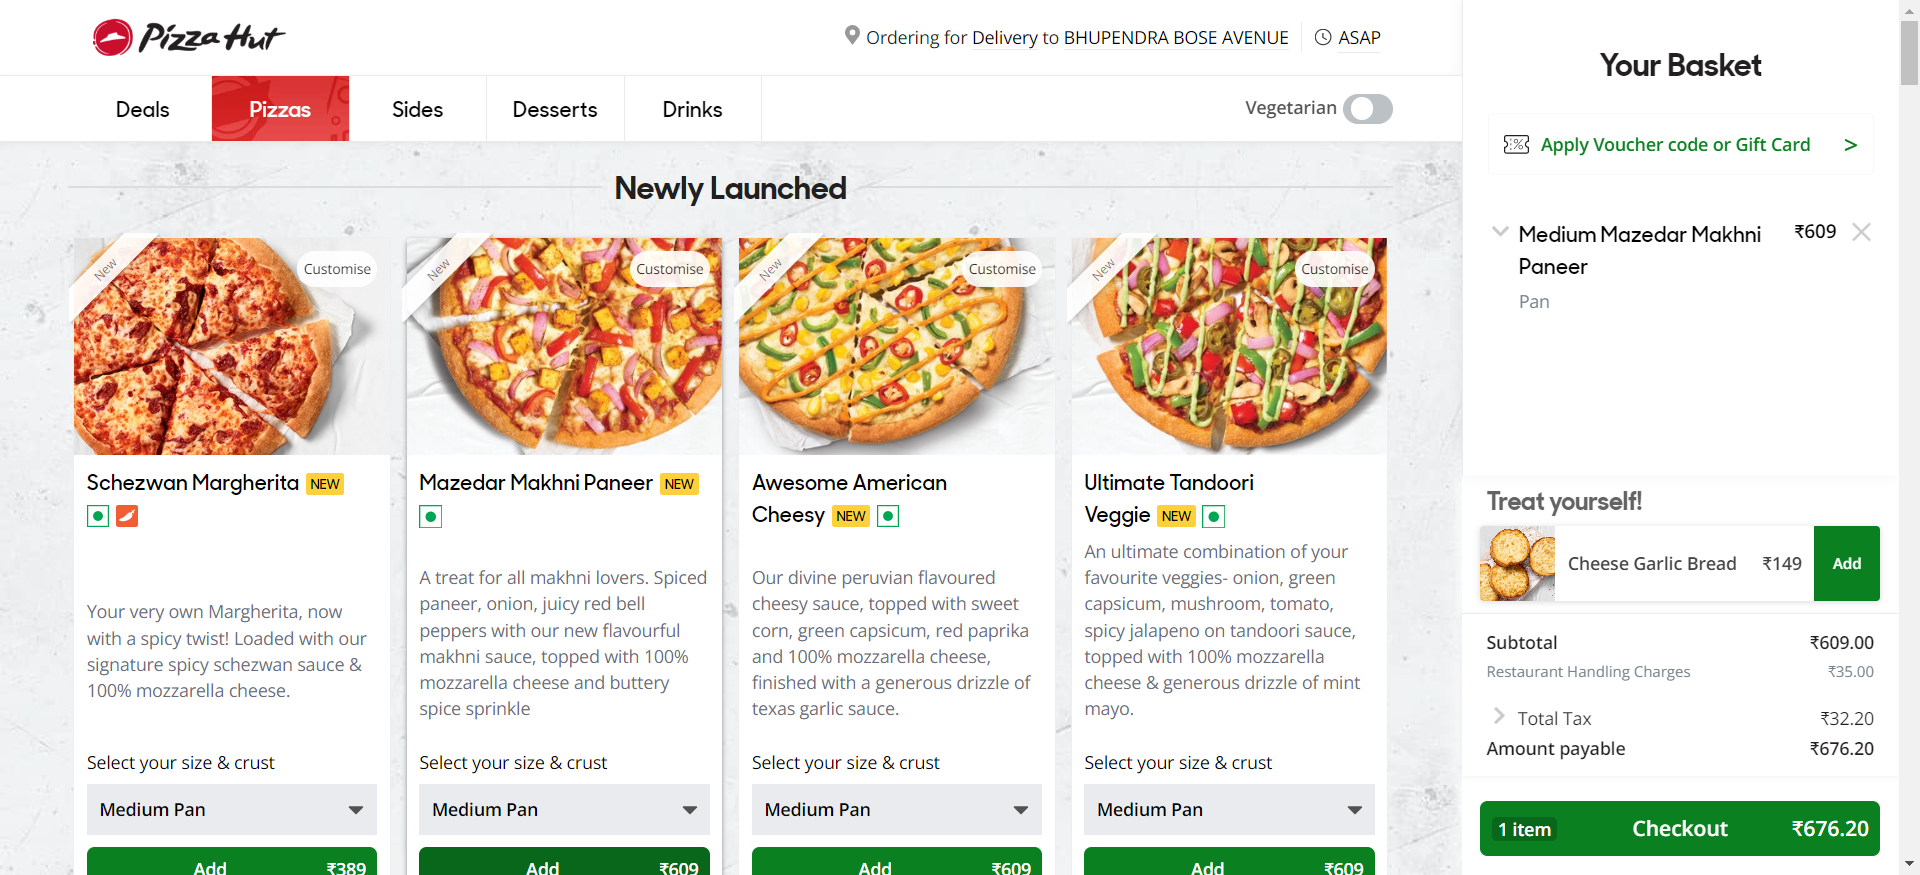 Pizza Hut
Ordering for Delivery to BHUPENDRA BOSE AVENUE
ASAP
Deals
Pizzas
Sides
Desserts
Drinks
Vegetarian
Newly Launched
New
Customise
Schezwan Margherita NEW
Your very own Margherita, now
with a spicy twist! Loaded with our
signature spicy schezwan sauce &
100% mozzarella cheese.
Select your size & crust
Medium Pan
Add ₹389
New
Customise
Mazedar Makhni Paneer NEW
A treat for all makhni lovers. Spiced
paneer, onion, juicy red bell
peppers with our new flavourful
makhni sauce, topped with 100%
mozzarella cheese and buttery
spice sprinkle
Select your size & crust
Medium Pan
Add ₹609
New
Customise
Awesome American
Cheesy NEW
Our divine peruvian flavoured
cheesy sauce, topped with sweet
corn, green capsicum, red paprika
and 100% mozzarella cheese,
finished with a generous drizzle of
texas garlic sauce.
Select your size & crust
Medium Pan
Add ₹609
New
Customise
Ultimate Tandoori
Veggie NEW
An ultimate combination of your
favourite veggies- onion, green
capsicum, mushroom, tomato,
spicy jalapeno on tandoori sauce,
topped with 100% mozzarella
cheese & generous drizzle of mint
mayo.
Select your size & crust
Medium Pan
Add ₹609
Your Basket
Apply Voucher code or Gift Card >
Medium Mazedar Makhni ₹609
Paneer
Pan
Treat yourself!
Cheese Garlic Bread ₹149 Add
Subtotal ₹609.00
Restaurant Handling Charges ₹35.00
Total Tax ₹32.20
Amount payable ₹676.20
1 item Checkout ₹676.20